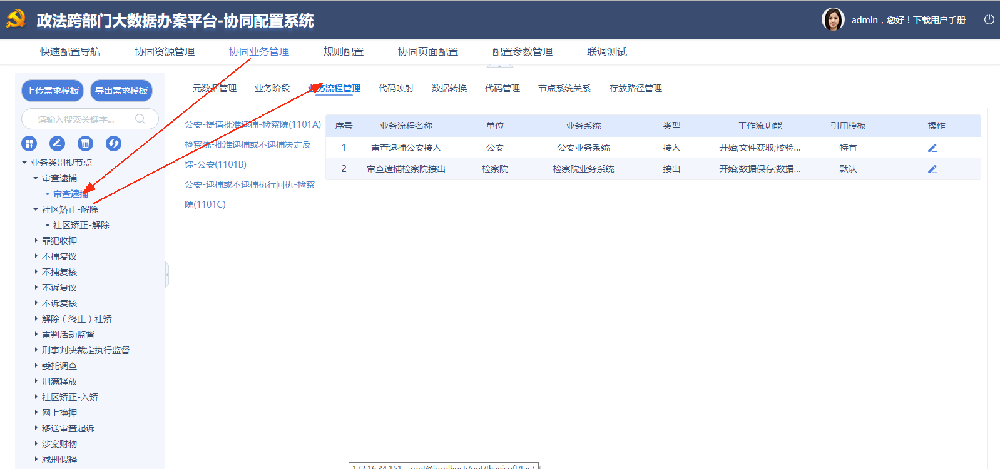 政法跨部门大数据办案平台-协同配置系统
admin，您好！下载用户手册
快速配置导航 协同资源管理 协同业务管理 规则配置 协同页面配置 配置参数管理 联调测试
上传需求模板 导出需求模板
请输入搜索关键字...
业务类别根节点
审查逮捕
审查逮捕
社区矫正-解除
社区矫正-解除
罪犯收押
不捕复议
不捕复核
不诉复议
不诉复核
解除（终止）社矫
审判活动监督
刑事判决裁定执行监督
委托调查
刑满释放
社区矫正-入矫
网上换押
移送审查起诉
涉案财物
减刑假释
元数据管理 业务阶段 业务流程管理 代码映射 数据转换 代码管理 节点系统关系 存放路径管理
公安-提请批准逮捕-检察院(1101A)
检察院-批准逮捕或不逮捕决定反
馈-公安(1101B)
公安-逮捕或不逮捕执行回执-检察
院(1101C)
序号 业务流程名称 单位 业务系统 类型 工作流功能 引用模板 操作
1 审查逮捕公安接入 公安 公安业务系统 接入 开始;文件获取;校验... 特有
2 审查逮捕检察院接出 检察院 检察院业务系统 接出 开始;数据保存;数据... 默认
172.16.34.151 root@localhost:/opt/thunisoft/tas/